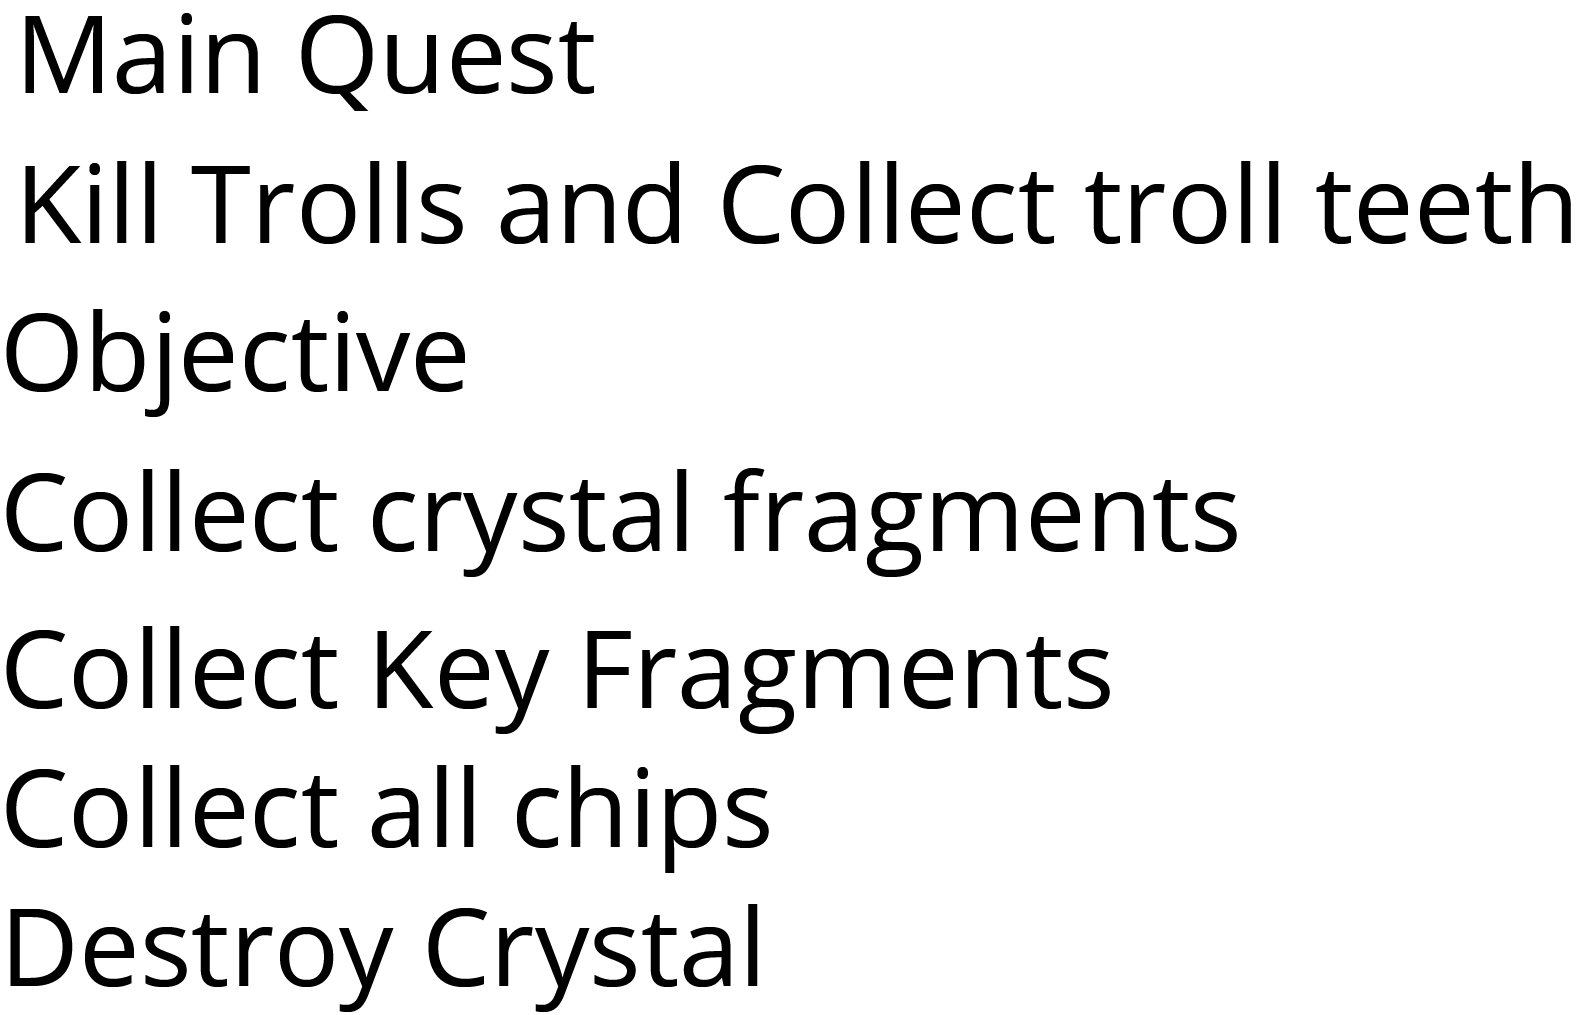 Main Quest
Kill Trolls and Collect troll teeth
Objective
Collect crystal fragments
Collect Key Fragments
Collect all chips
Destroy Crystal